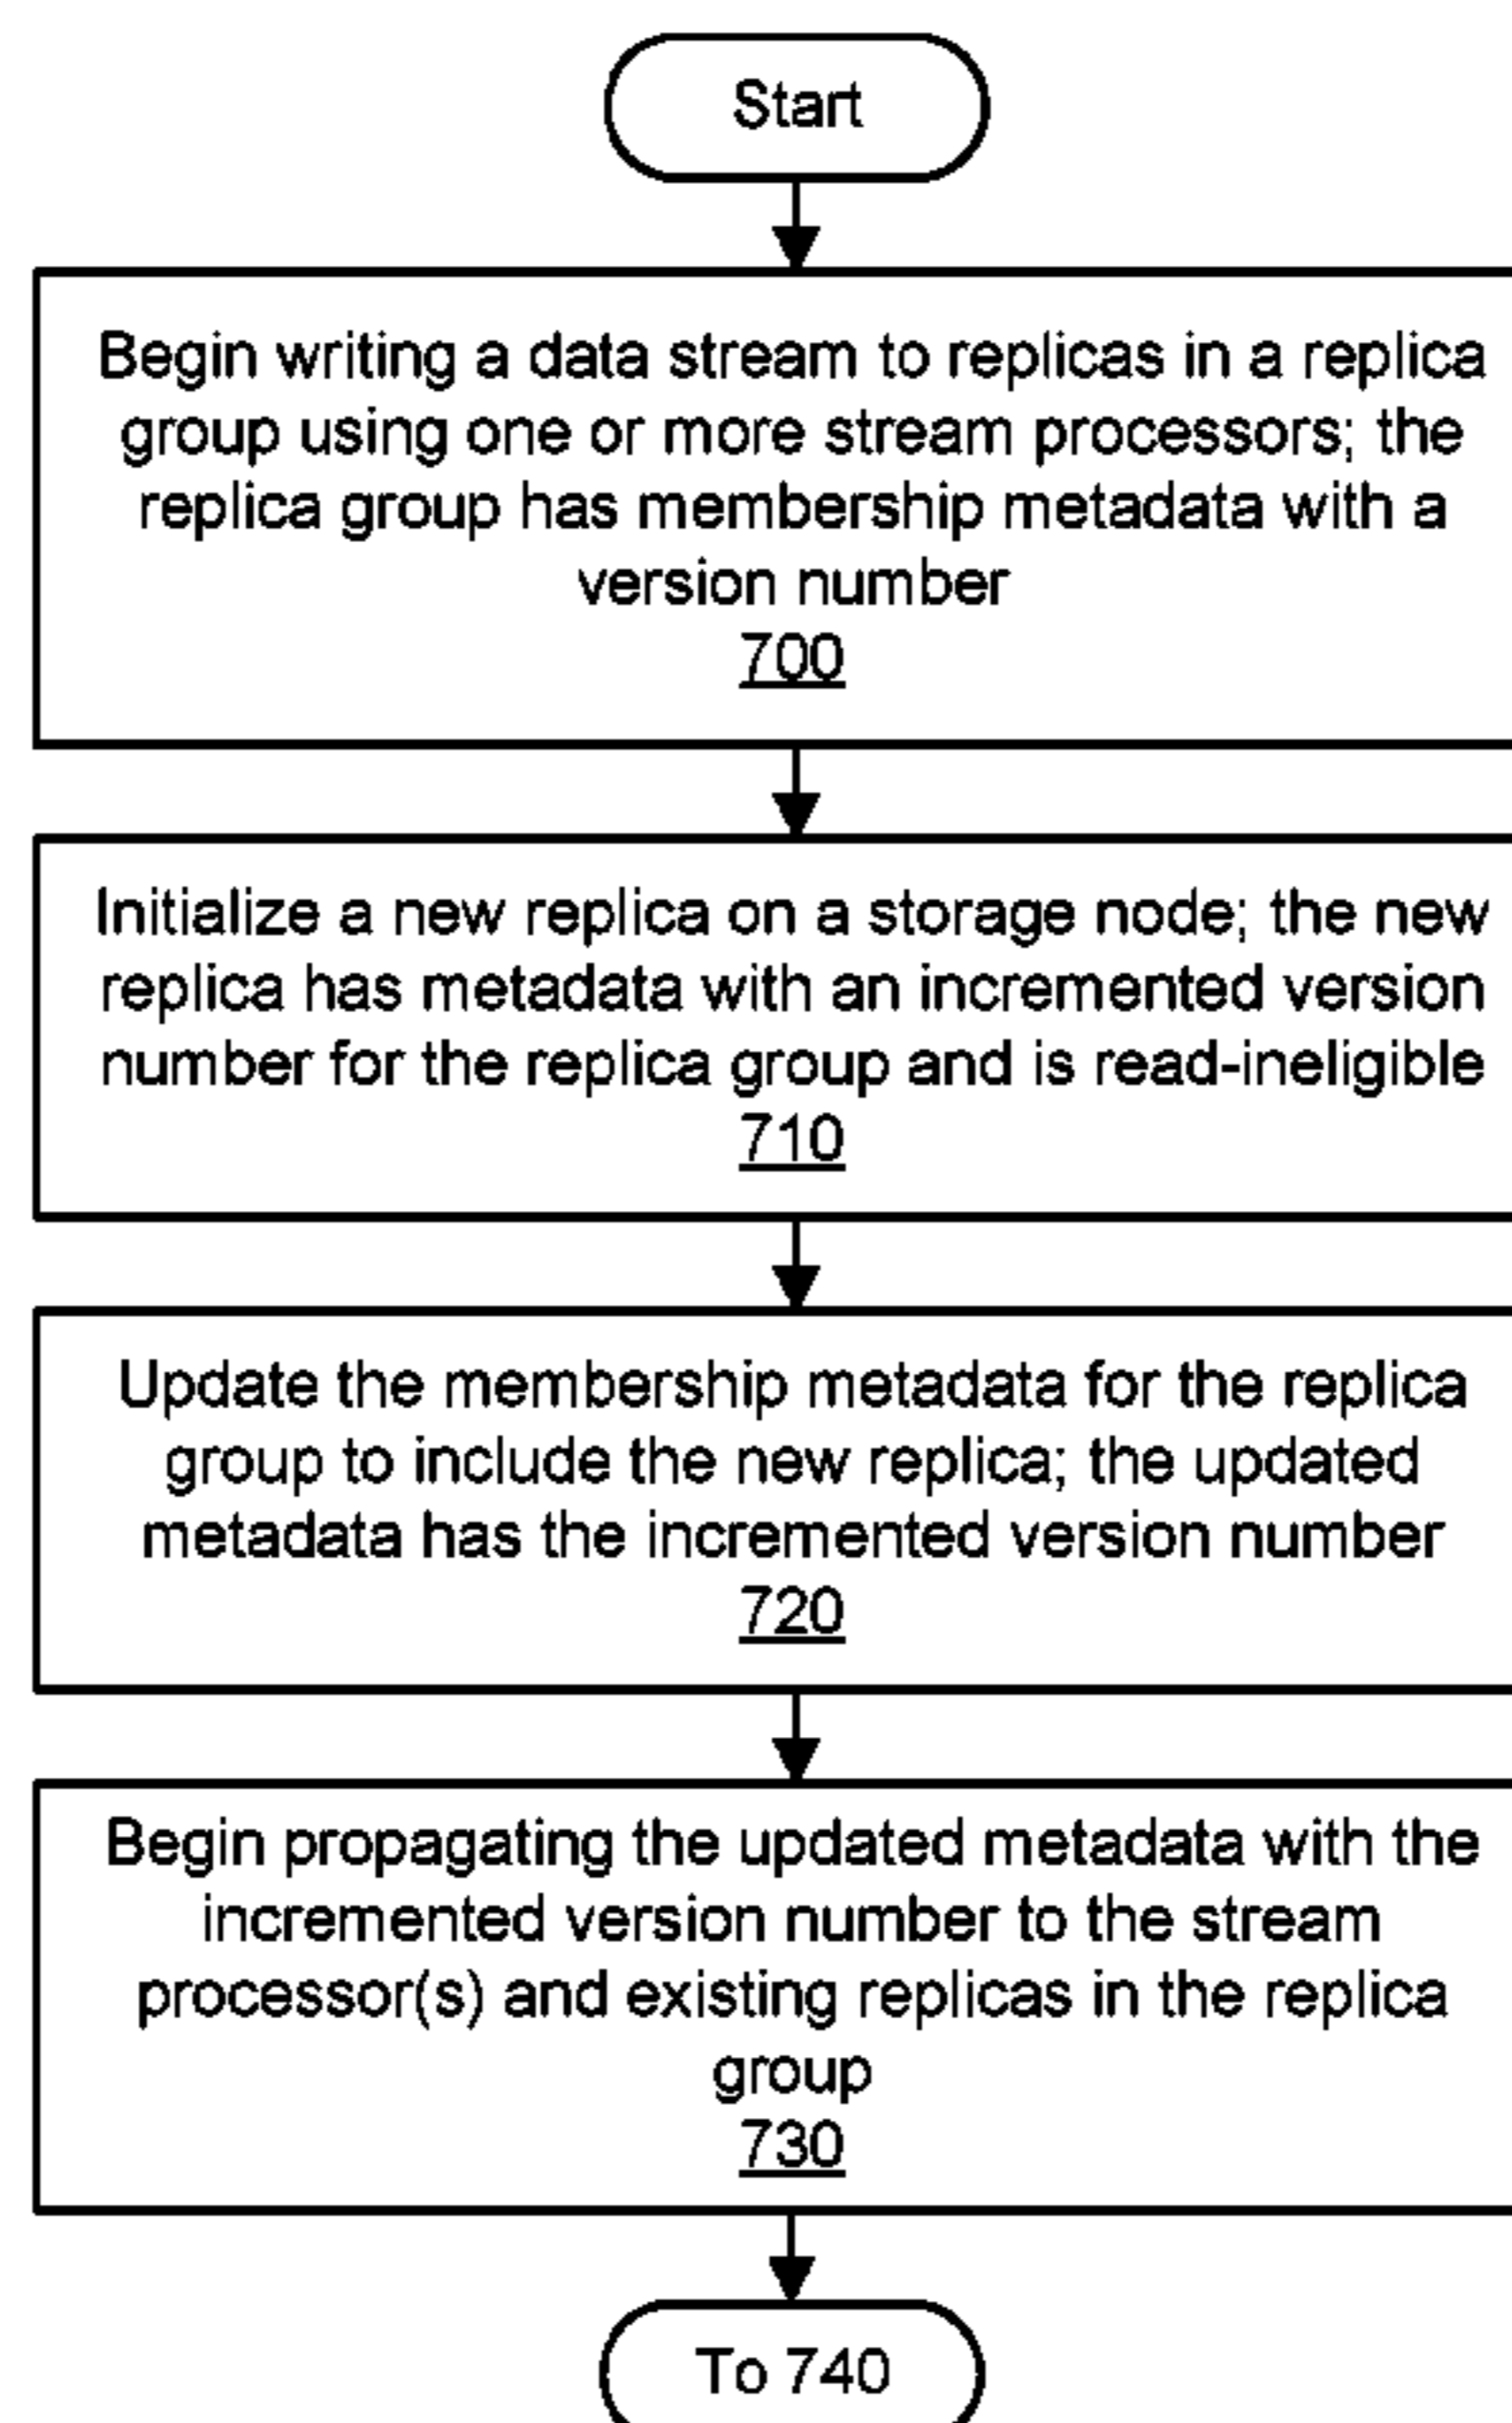 Start
Begin writing a data stream to replicas in a replica
group using one or more stream processors; the
replica group has membership metadata with a
version number
700
Initialize a new replica on a storage node; the new
replica has metadata with an incremented version
number for the replica group and is read-ineligible
710
Update the membership metadata for the replica
group to include the new replica; the updated
metadata has the incremented version number
720
Begin propagating the updated metadata with the
incremented version number to the stream
processor(s) and existing replicas in the replica
group
730
To 740